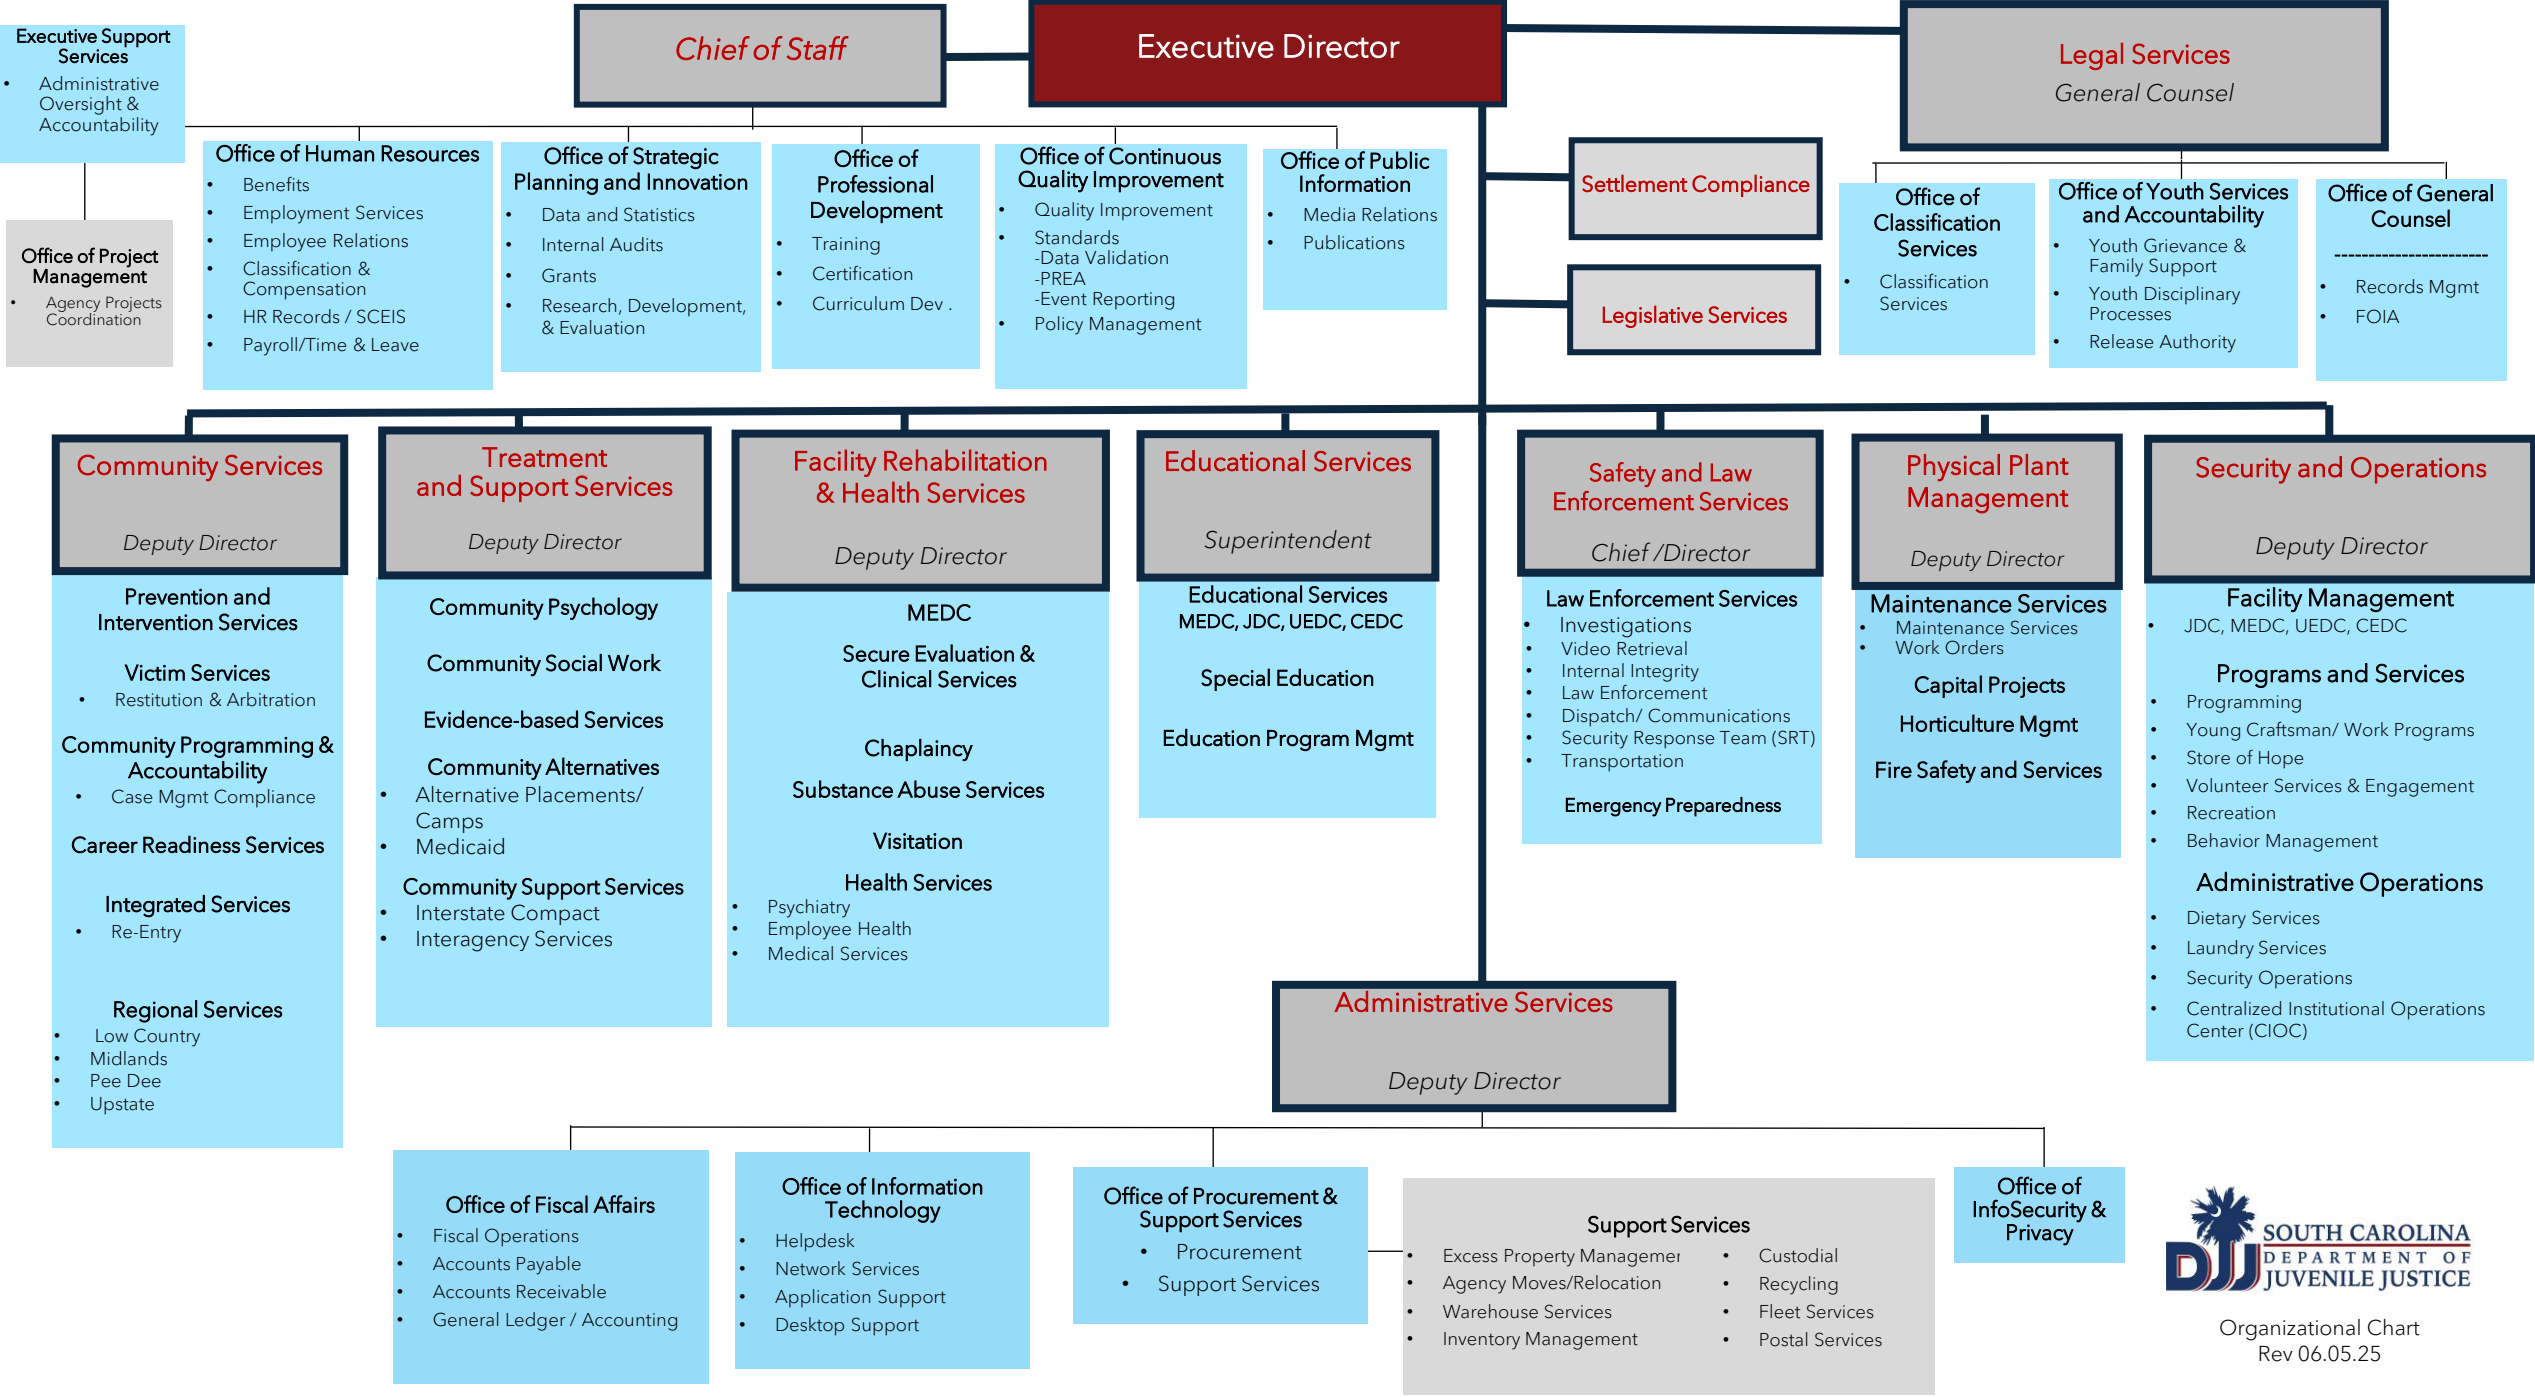 Executive Support
Services
• Administrative
Oversight &
Accountability
Office of Project
Management
• Agency Projects
Coordination
Chief of Staff
Executive Director
Legal Services
General Counsel
Office of Human Resources
• Benefits
• Employment Services
• Employee Relations
• Classification &
Compensation
• HR Records / SCEIS
• Payroll/Time & Leave
Office of Strategic
Planning and Innovation
• Data and Statistics
• Internal Audits
• Grants
• Research, Development,
& Evaluation
Office of
Professional
Development
• Training
• Certification
• Curriculum Dev .
Office of Continuous
Quality Improvement
• Quality Improvement
• Standards
-Data Validation
-PREA
-Event Reporting
• Policy Management
Office of Public
Information
• Media Relations
• Publications
Settlement Compliance
Legislative Services
Office of
Classification
Services
• Classification
Services
Office of Youth Services
and Accountability
• Youth Grievance &
Family Support
• Youth Disciplinary
Processes
• Release Authority
Office of General
Counsel
-----------------------
• Records Mgmt
• FOIA
Community Services
Deputy Director
Prevention and
Intervention Services
Victim Services
• Restitution & Arbitration
Community Programming &
Accountability
• Case Mgmt Compliance
Career Readiness Services
Integrated Services
• Re-Entry
Regional Services
• Low Country
• Midlands
• Pee Dee
• Upstate
Treatment
and Support Services
Deputy Director
Community Psychology
Community Social Work
Evidence-based Services
Community Alternatives
• Alternative Placements/
Camps
• Medicaid
Community Support Services
• Interstate Compact
• Interagency Services
Facility Rehabilitation
& Health Services
Deputy Director
MEDC
Secure Evaluation &
Clinical Services
Chaplaincy
Substance Abuse Services
Visitation
Health Services
• Psychiatry
• Employee Health
• Medical Services
Educational Services
Superintendent
Educational Services
MEDC, JDC, UEDC, CEDC
Special Education
Education Program Mgmt
Safety and Law
Enforcement Services
Chief /Director
Law Enforcement Services
• Investigations
• Video Retrieval
• Internal Integrity
• Law Enforcement
• Dispatch/ Communications
• Security Response Team (SRT)
• Transportation
Emergency Preparedness
Physical Plant
Management
Deputy Director
Maintenance Services
• Maintenance Services
• Work Orders
Capital Projects
Horticulture Mgmt
Fire Safety and Services
Security and Operations
Deputy Director
Facility Management
• JDC, MEDC, UEDC, CEDC
Programs and Services
• Programming
• Young Craftsman/ Work Programs
• Store of Hope
• Volunteer Services & Engagement
• Recreation
• Behavior Management
Administrative Operations
• Dietary Services
• Laundry Services
• Security Operations
• Centralized Institutional Operations
Center (CIOC)
Administrative Services
Deputy Director
Office of Fiscal Affairs
• Fiscal Operations
• Accounts Payable
• Accounts Receivable
• General Ledger / Accounting
Office of Information
Technology
• Helpdesk
• Network Services
• Application Support
• Desktop Support
Office of Procurement &
Support Services
• Procurement
• Support Services
Support Services
• Excess Property Managemer
• Agency Moves/Relocation
• Warehouse Services
• Inventory Management
• Custodial
• Recycling
• Fleet Services
• Postal Services
Office of
InfoSecurity &
Privacy
DJJ
SOUTH CAROLINA
DEPARTMENT OF
JUVENILE JUSTICE
Organizational Chart
Rev 06.05.25